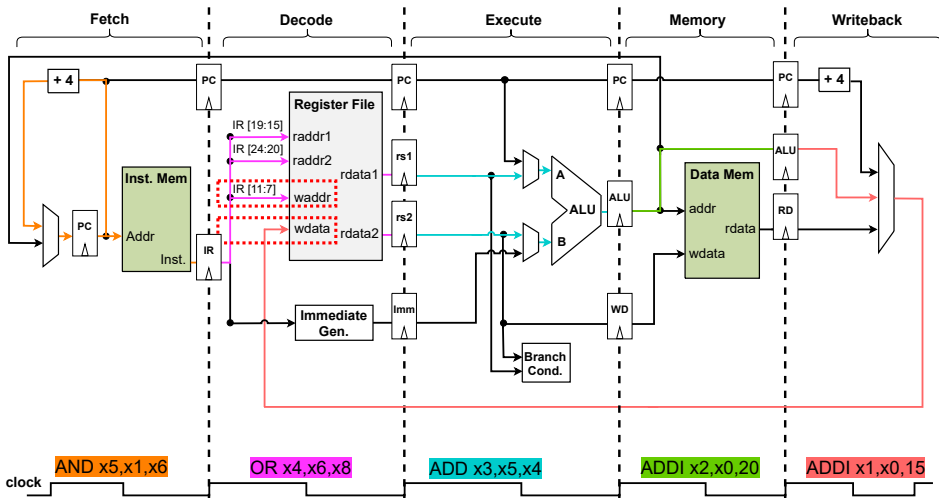 Fetch
Decode
Execute
Memory
Writeback
+ 4
PC
PC
PC
PC
+ 4
Register File
IR [19:15]
raddr1
IR [24:20]
raddr2
rdata1
rs1
IR [11:7]
waddr
wdata
rdata2
rs2
Inst. Mem
PC
Addr
Inst.
IR
A
ALU
B
ALU
ALU
Data Mem
addr
RD
rdata
wdata
Immediate
Gen.
Imm
WD
Branch
Cond.
AND x5,x1,x6
OR x4,x6,x8
ADD x3,x5,x4
ADDI x2,x0,20
ADDI x1,x0,15
clock